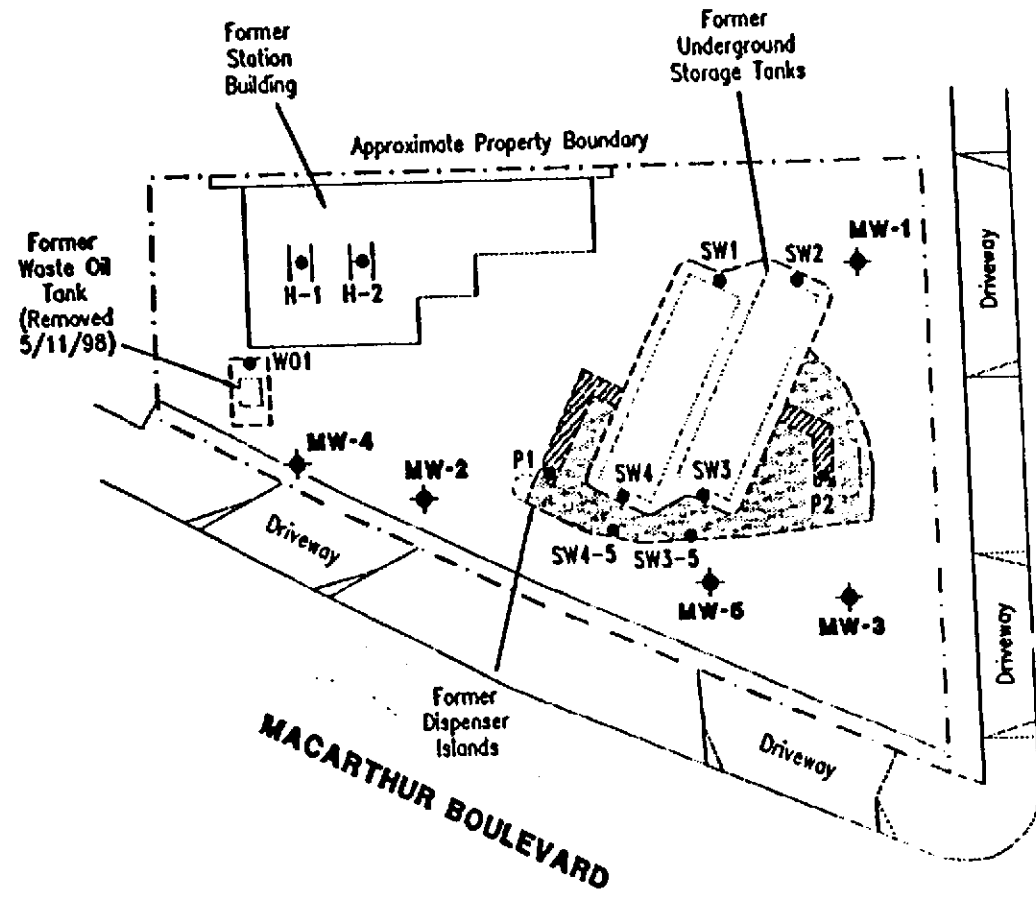 Former
Station
Building
Former
Underground
Storage Tanks
Approximate Property Boundary
Former
Waste Oil
Tank
(Removed
5/11/98)
H-1
H-2
SW1
SW2
MW-1
Driveway
WO1
MW-4
MW-2
P1
SW4
SW3
P2
SW4-5
SW3-5
Driveway
MW-5
MW-3
Driveway
Former
Dispenser
Islands
Driveway
MACARTHUR BOULEVARD